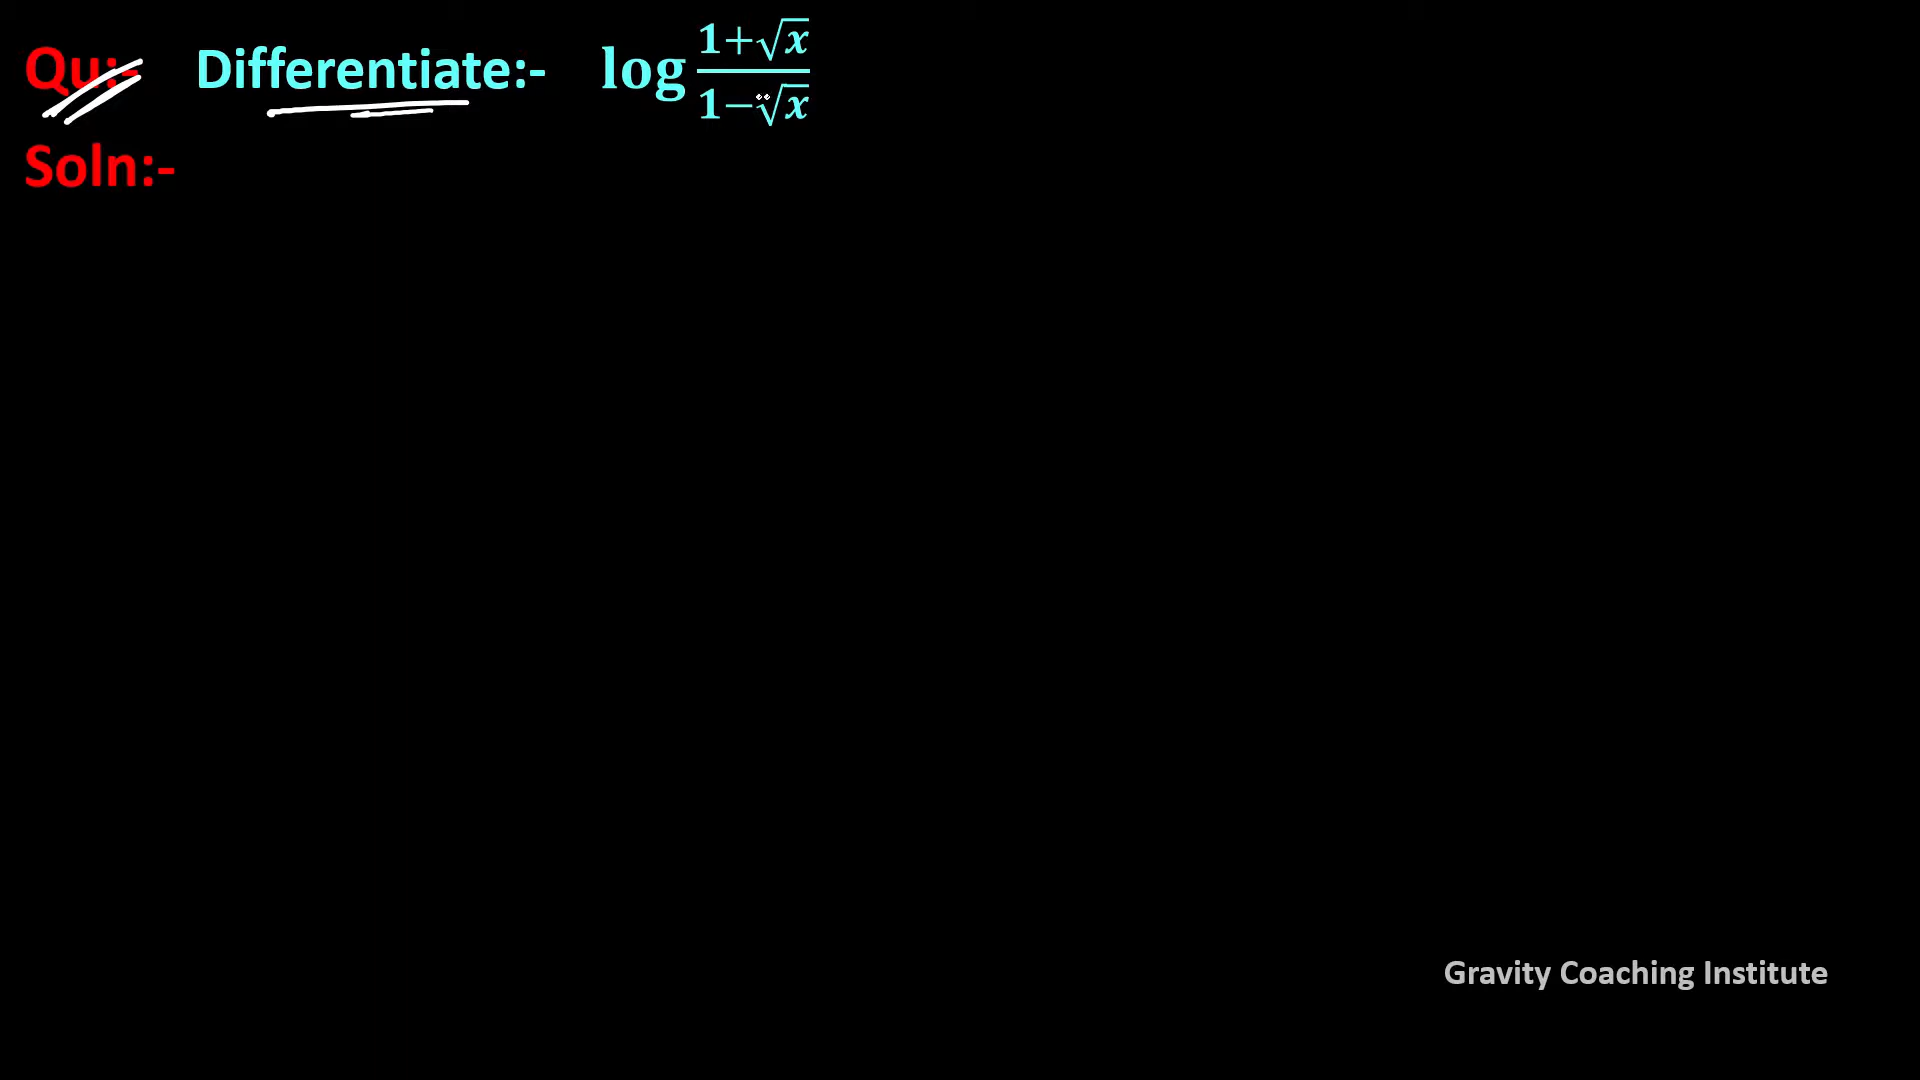 Qu:- Differentiate:- log (1+√x)/(1−√x)
Soln:-
Gravity Coaching Institute